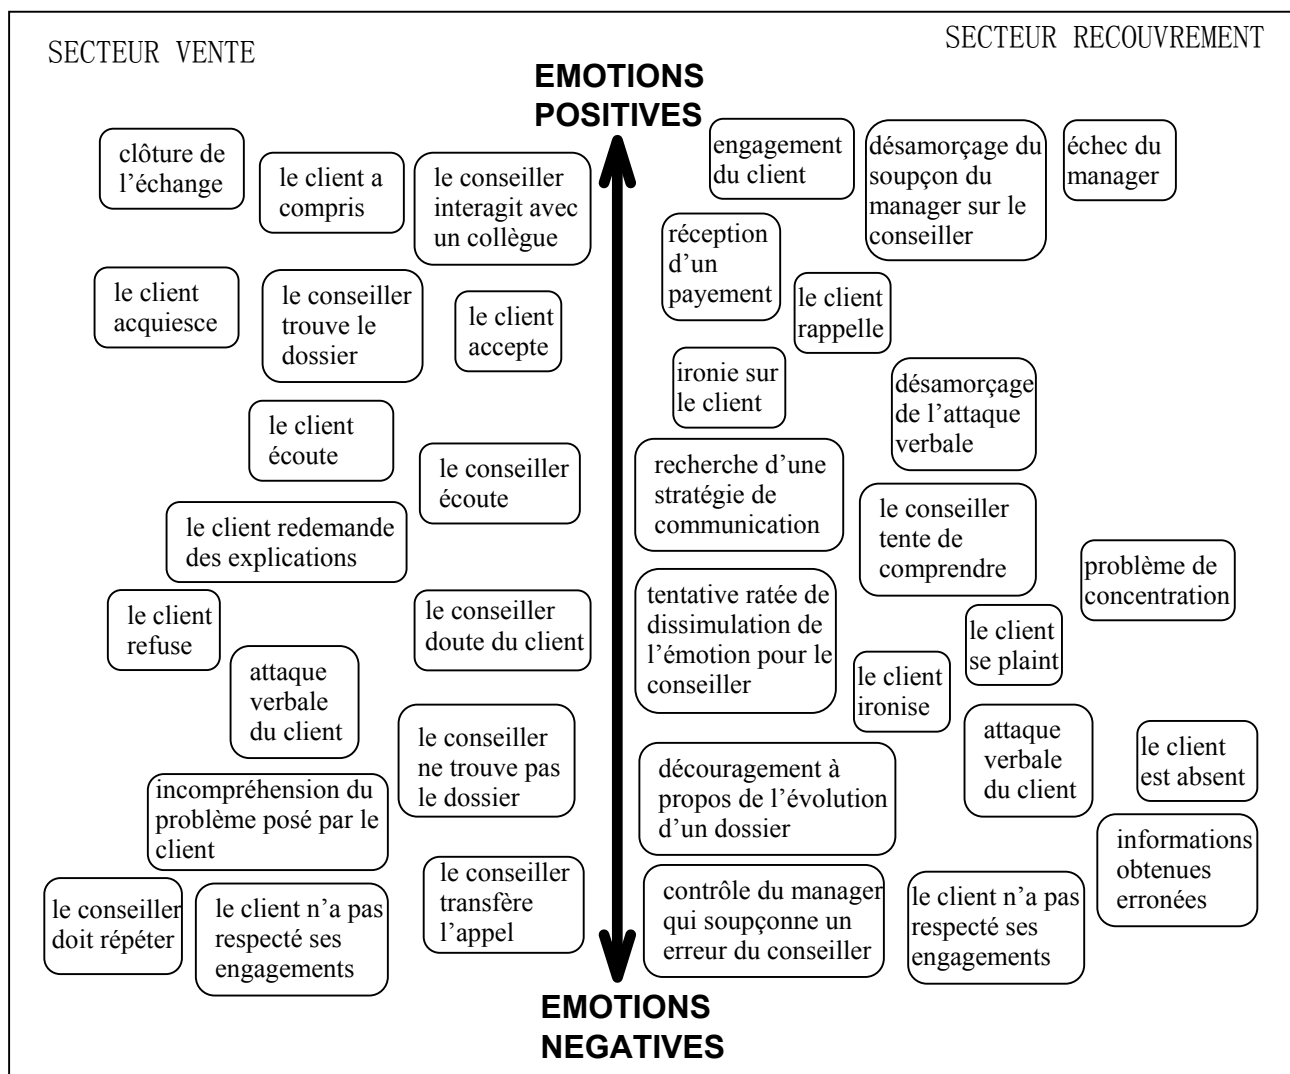 SECTEUR VENTE
SECTEUR RECOUVREMENT
EMOTIONS
POSITIVES
clôture de
l’échange
le client a
compris
le conseiller
interagit avec
un collègue
le client
acquiesce
le conseiller
trouve le
dossier
le client
accepte
le client
écoute
le conseiller
écoute
le client redemande
des explications
le client
refuse
le conseiller
doute du client
attaque
verbale
du client
le conseiller
ne trouve pas
le dossier
incompréhension du
problème posé par le
client
le conseiller
transfère
l’appel
le conseiller
doit répéter
le client n’a pas
respecté ses
engagements
engagement
du client
désamorçage du
soupçon du
manager sur le
conseiller
échec du
manager
réception
d’un
payement
le client
rappelle
ironie sur
le client
désamorçage
de l’attaque
verbale
recherche d’une
stratégie de
communication
le conseiller
tente de
comprendre
problème de
concentration
tentative ratée de
dissimulation de
l’émotion pour le
conseiller
le client
se plaint
le client
ironise
attaque
verbale
du client
le client
est absent
découragement à
propos de l’évolution
d’un dossier
informations
obtenues
erronées
contrôle du manager
qui soupçonne un
erreur du conseiller
le client n’a pas
respecté ses
engagements
EMOTIONS
NEGATIVES